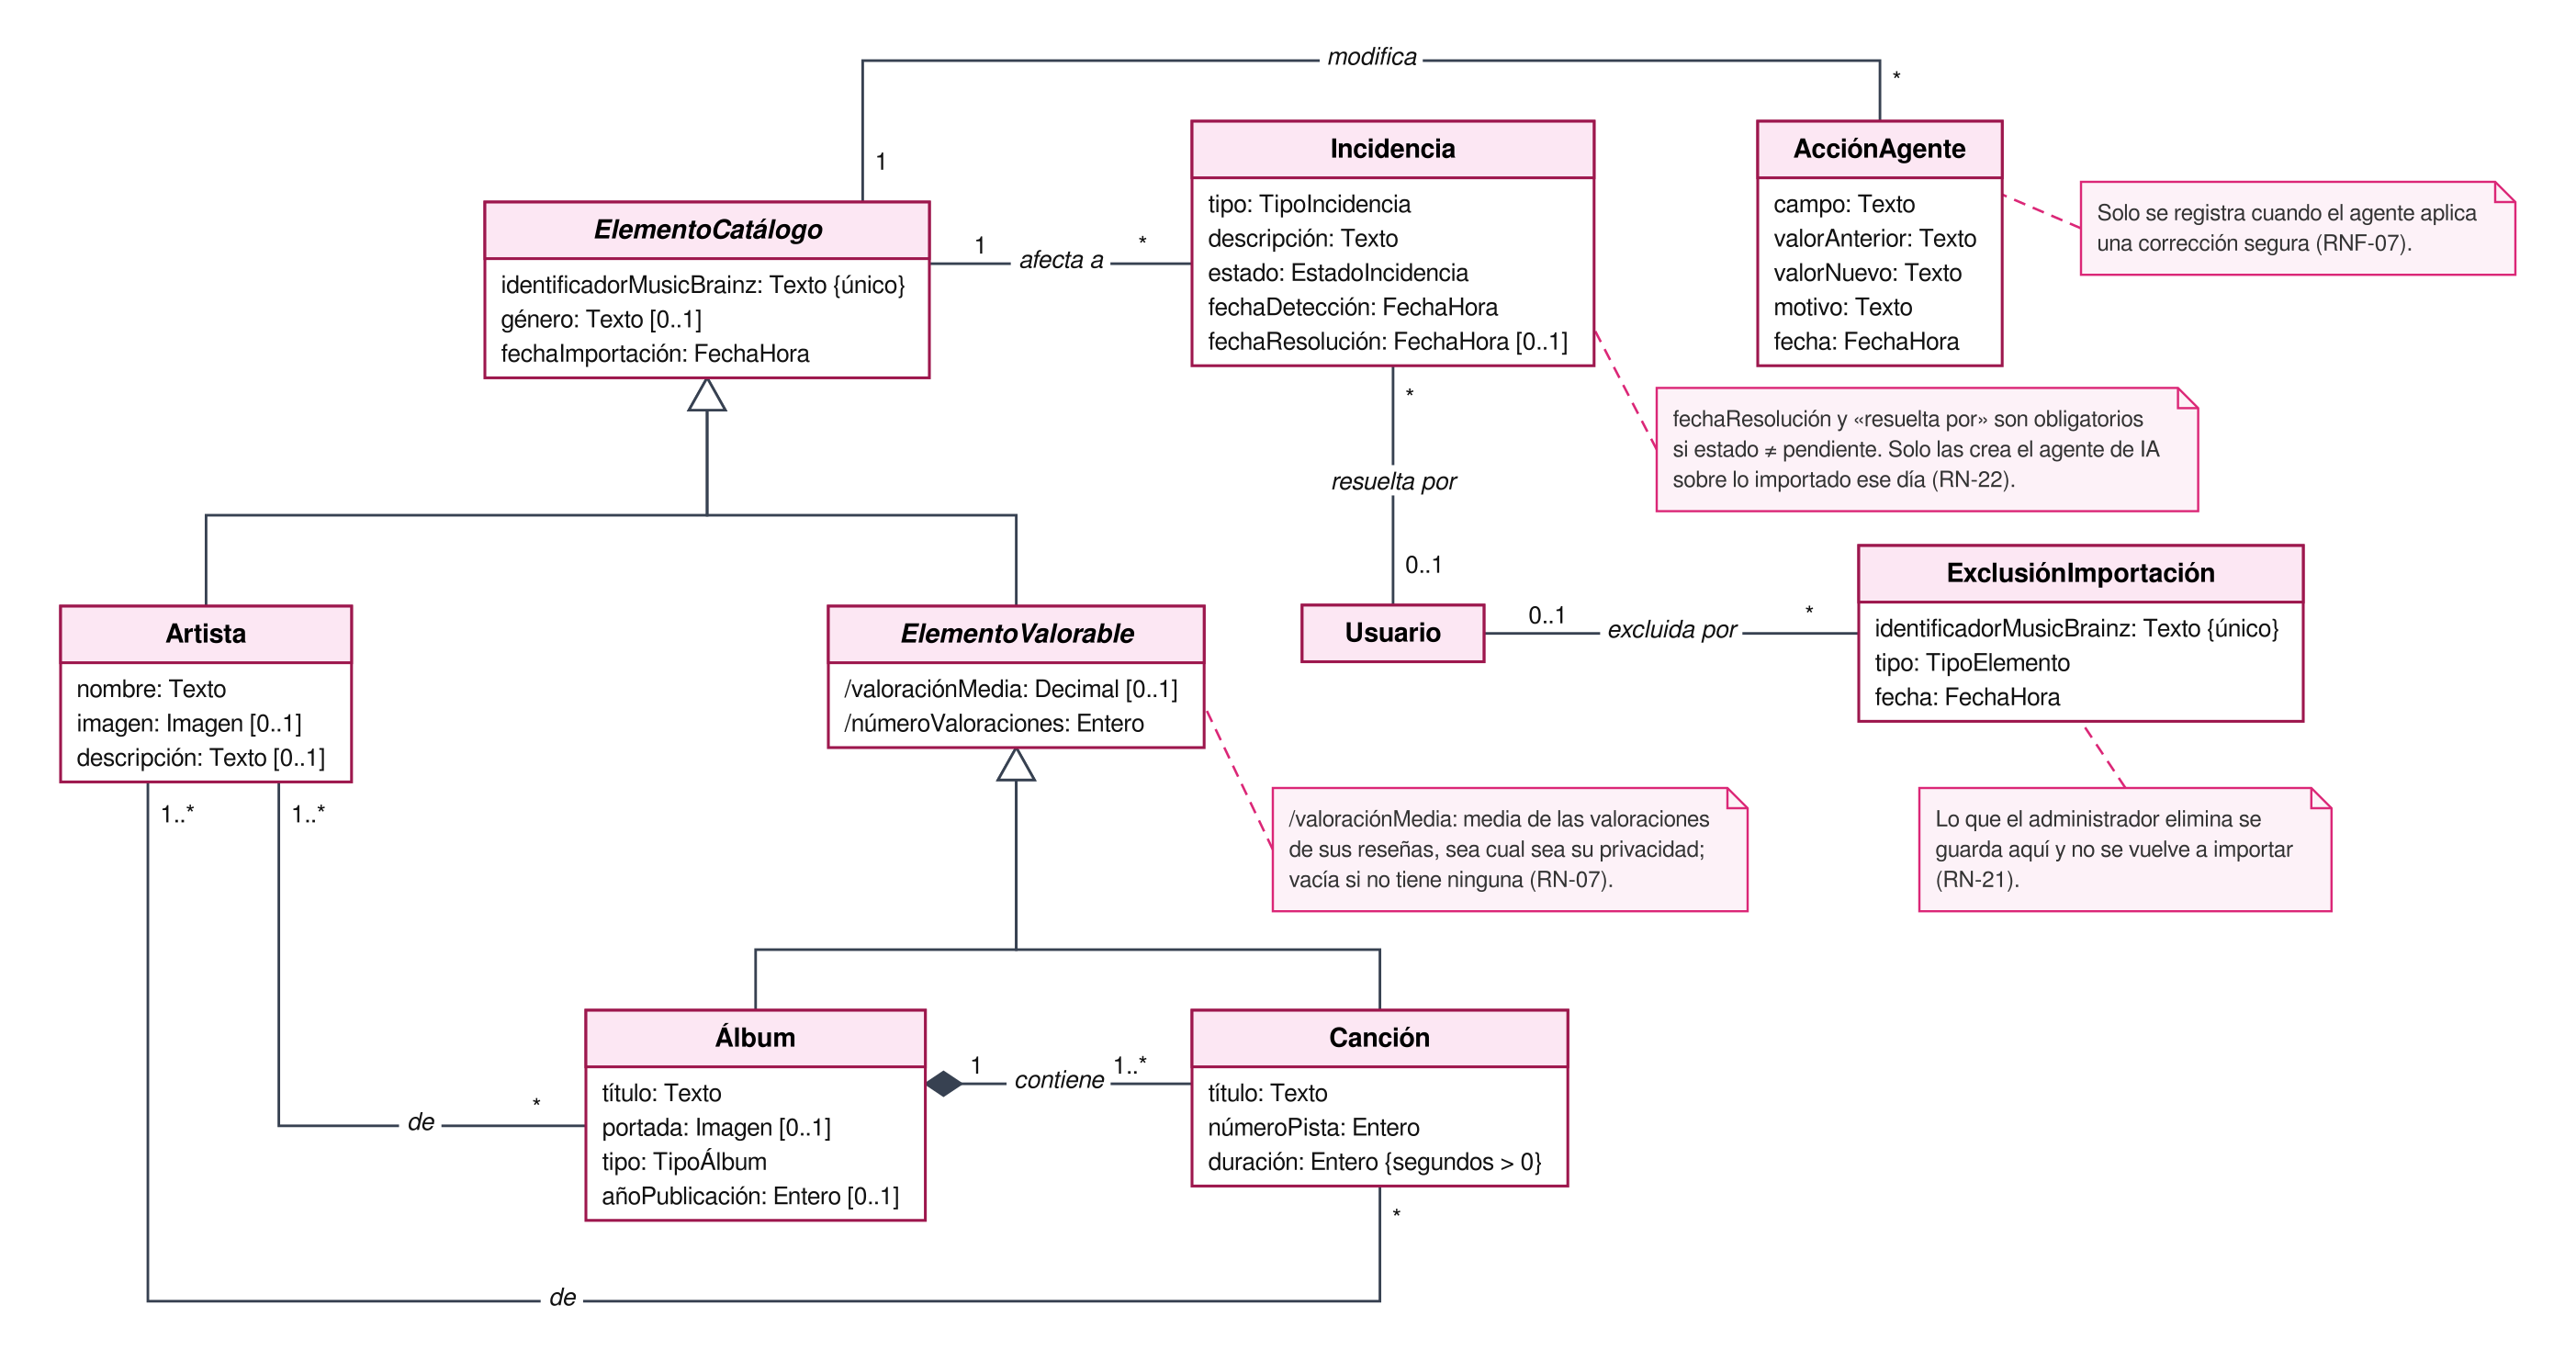 modifica
*
1
Incidencia
tipo: TipoIncidencia
descripción: Texto
estado: EstadoIncidencia
fechaDetección: FechaHora
fechaResolución: FechaHora [0..1]
AcciónAgente
campo: Texto
valorAnterior: Texto
valorNuevo: Texto
motivo: Texto
fecha: FechaHora
Solo se registra cuando el agente aplica
una corrección segura (RNF-07).
ElementoCatálogo
identificadorMusicBrainz: Texto {único}
género: Texto [0..1]
fechaImportación: FechaHora
1
afecta a
*
fechaResolución y «resuelta por» son obligatorios
si estado ≠ pendiente. Solo las crea el agente de IA
sobre lo importado ese día (RN-22).
*
resuelta por
0..1
Artista
nombre: Texto
imagen: Imagen [0..1]
descripción: Texto [0..1]
ElementoValorable
/valoraciónMedia: Decimal [0..1]
/númeroValoraciones: Entero
Usuario
0..1
excluida por
*
ExclusiónImportación
identificadorMusicBrainz: Texto {único}
tipo: TipoElemento
fecha: FechaHora
1..*
1..*
/valoraciónMedia: media de las valoraciones
de sus reseñas, sea cual sea su privacidad;
vacía si no tiene ninguna (RN-07).
Lo que el administrador elimina se
guarda aquí y no se vuelve a importar
(RN-21).
Álbum
título: Texto
portada: Imagen [0..1]
tipo: TipoÁlbum
añoPublicación: Entero [0..1]
1
contiene
1..*
Canción
título: Texto
númeroPista: Entero
duración: Entero {segundos > 0}
de
*
*
de